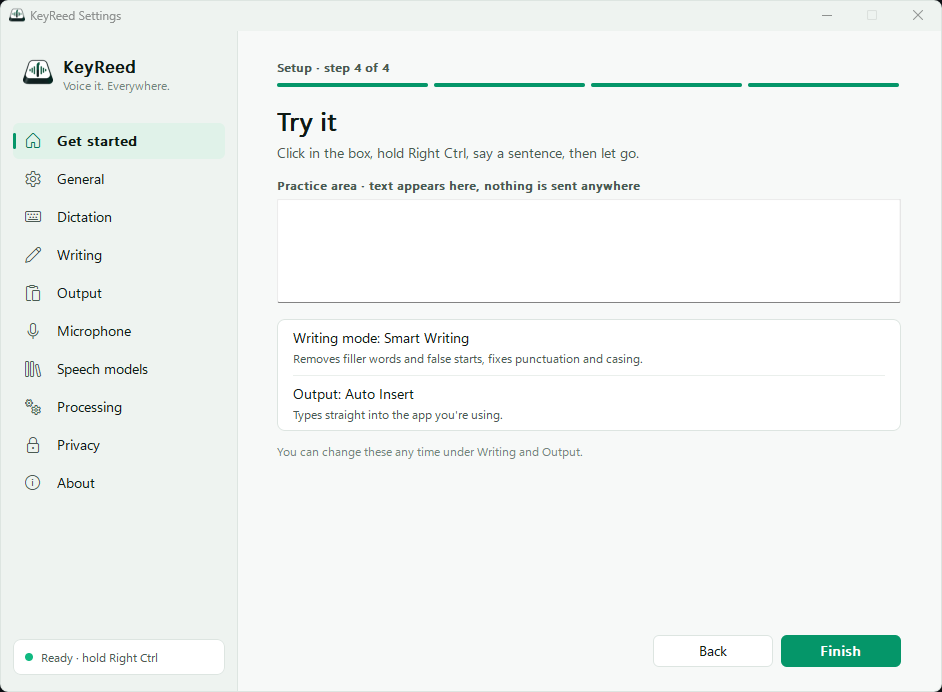 KeyReed Settings
KeyReed
Voice it. Everywhere.
Get started
General
Dictation
Writing
Output
Microphone
Speech models
Processing
Privacy
About
Ready · hold Right Ctrl
Setup · step 4 of 4
Try it
Click in the box, hold Right Ctrl, say a sentence, then let go.
Practice area · text appears here, nothing is sent anywhere
Writing mode: Smart Writing
Removes filler words and false starts, fixes punctuation and casing.
Output: Auto Insert
Types straight into the app you're using.
You can change these any time under Writing and Output.
Back
Finish